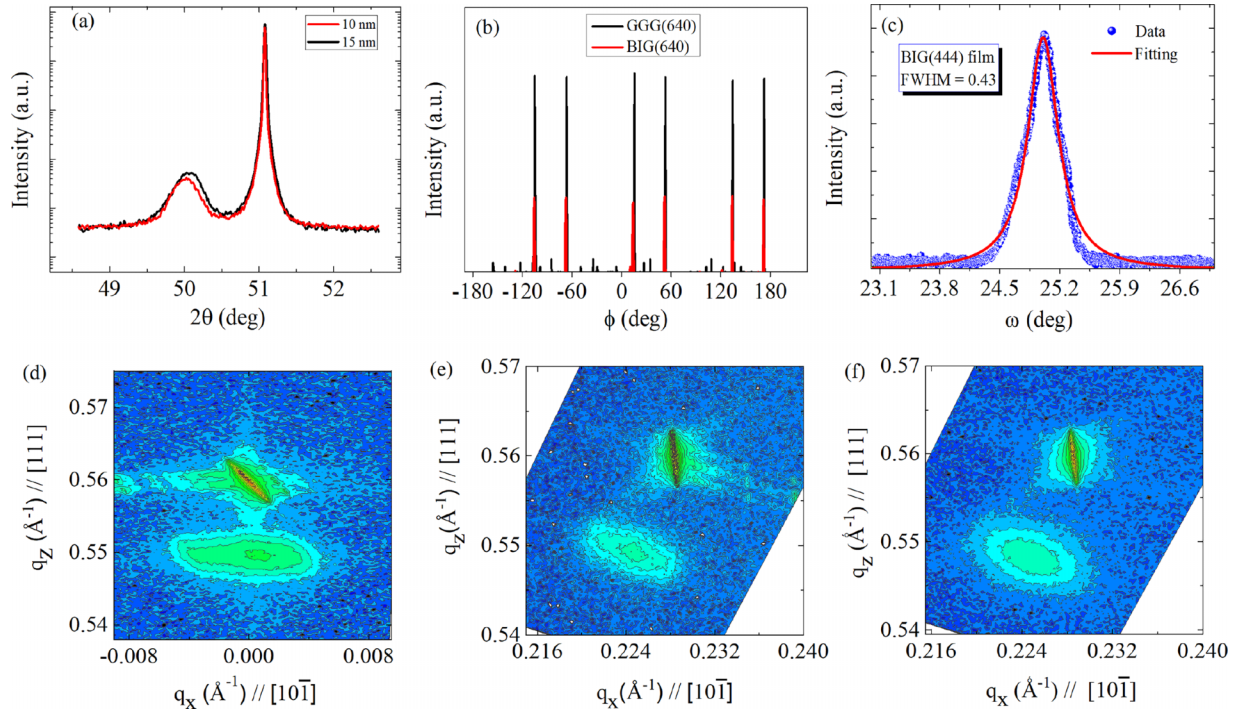 (a)
10 nm
15 nm
Intensity (a.u.)
49 50 51 52
2θ (deg)
(b)
GGG(640)
BIG(640)
Intensity (a.u.)
-180 -120 -60 0 60 120 180
ϕ (deg)
(c)
Data
Fitting
BIG(444) film
FWHM = 0.43
Intensity (a.u.)
23.1 23.8 24.5 25.2 25.9 26.6
ω (deg)
(d)
0.57
0.56
0.55
0.54
qz (Å⁻¹) // [111]
-0.008 0.000 0.008
qx (Å⁻¹) // [101̅]
(e)
0.57
0.56
0.55
0.54
qz(Å⁻¹) // [111]
0.216 0.224 0.232 0.240
qx(Å⁻¹) // [101̅]
(f)
0.57
0.56
0.55
0.54
qz (Å⁻¹) // [111]
0.216 0.224 0.232 0.240
qx (Å⁻¹) // [101̅]